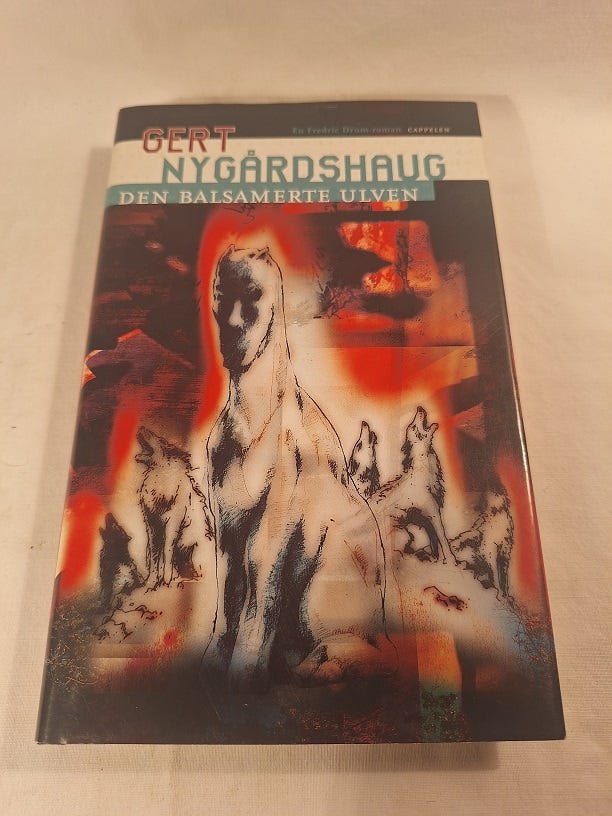 En Fredric Drum-roman CAPPELEN
GERT
NYGÅRDSHAUG
DEN BALSAMERTE ULVEN